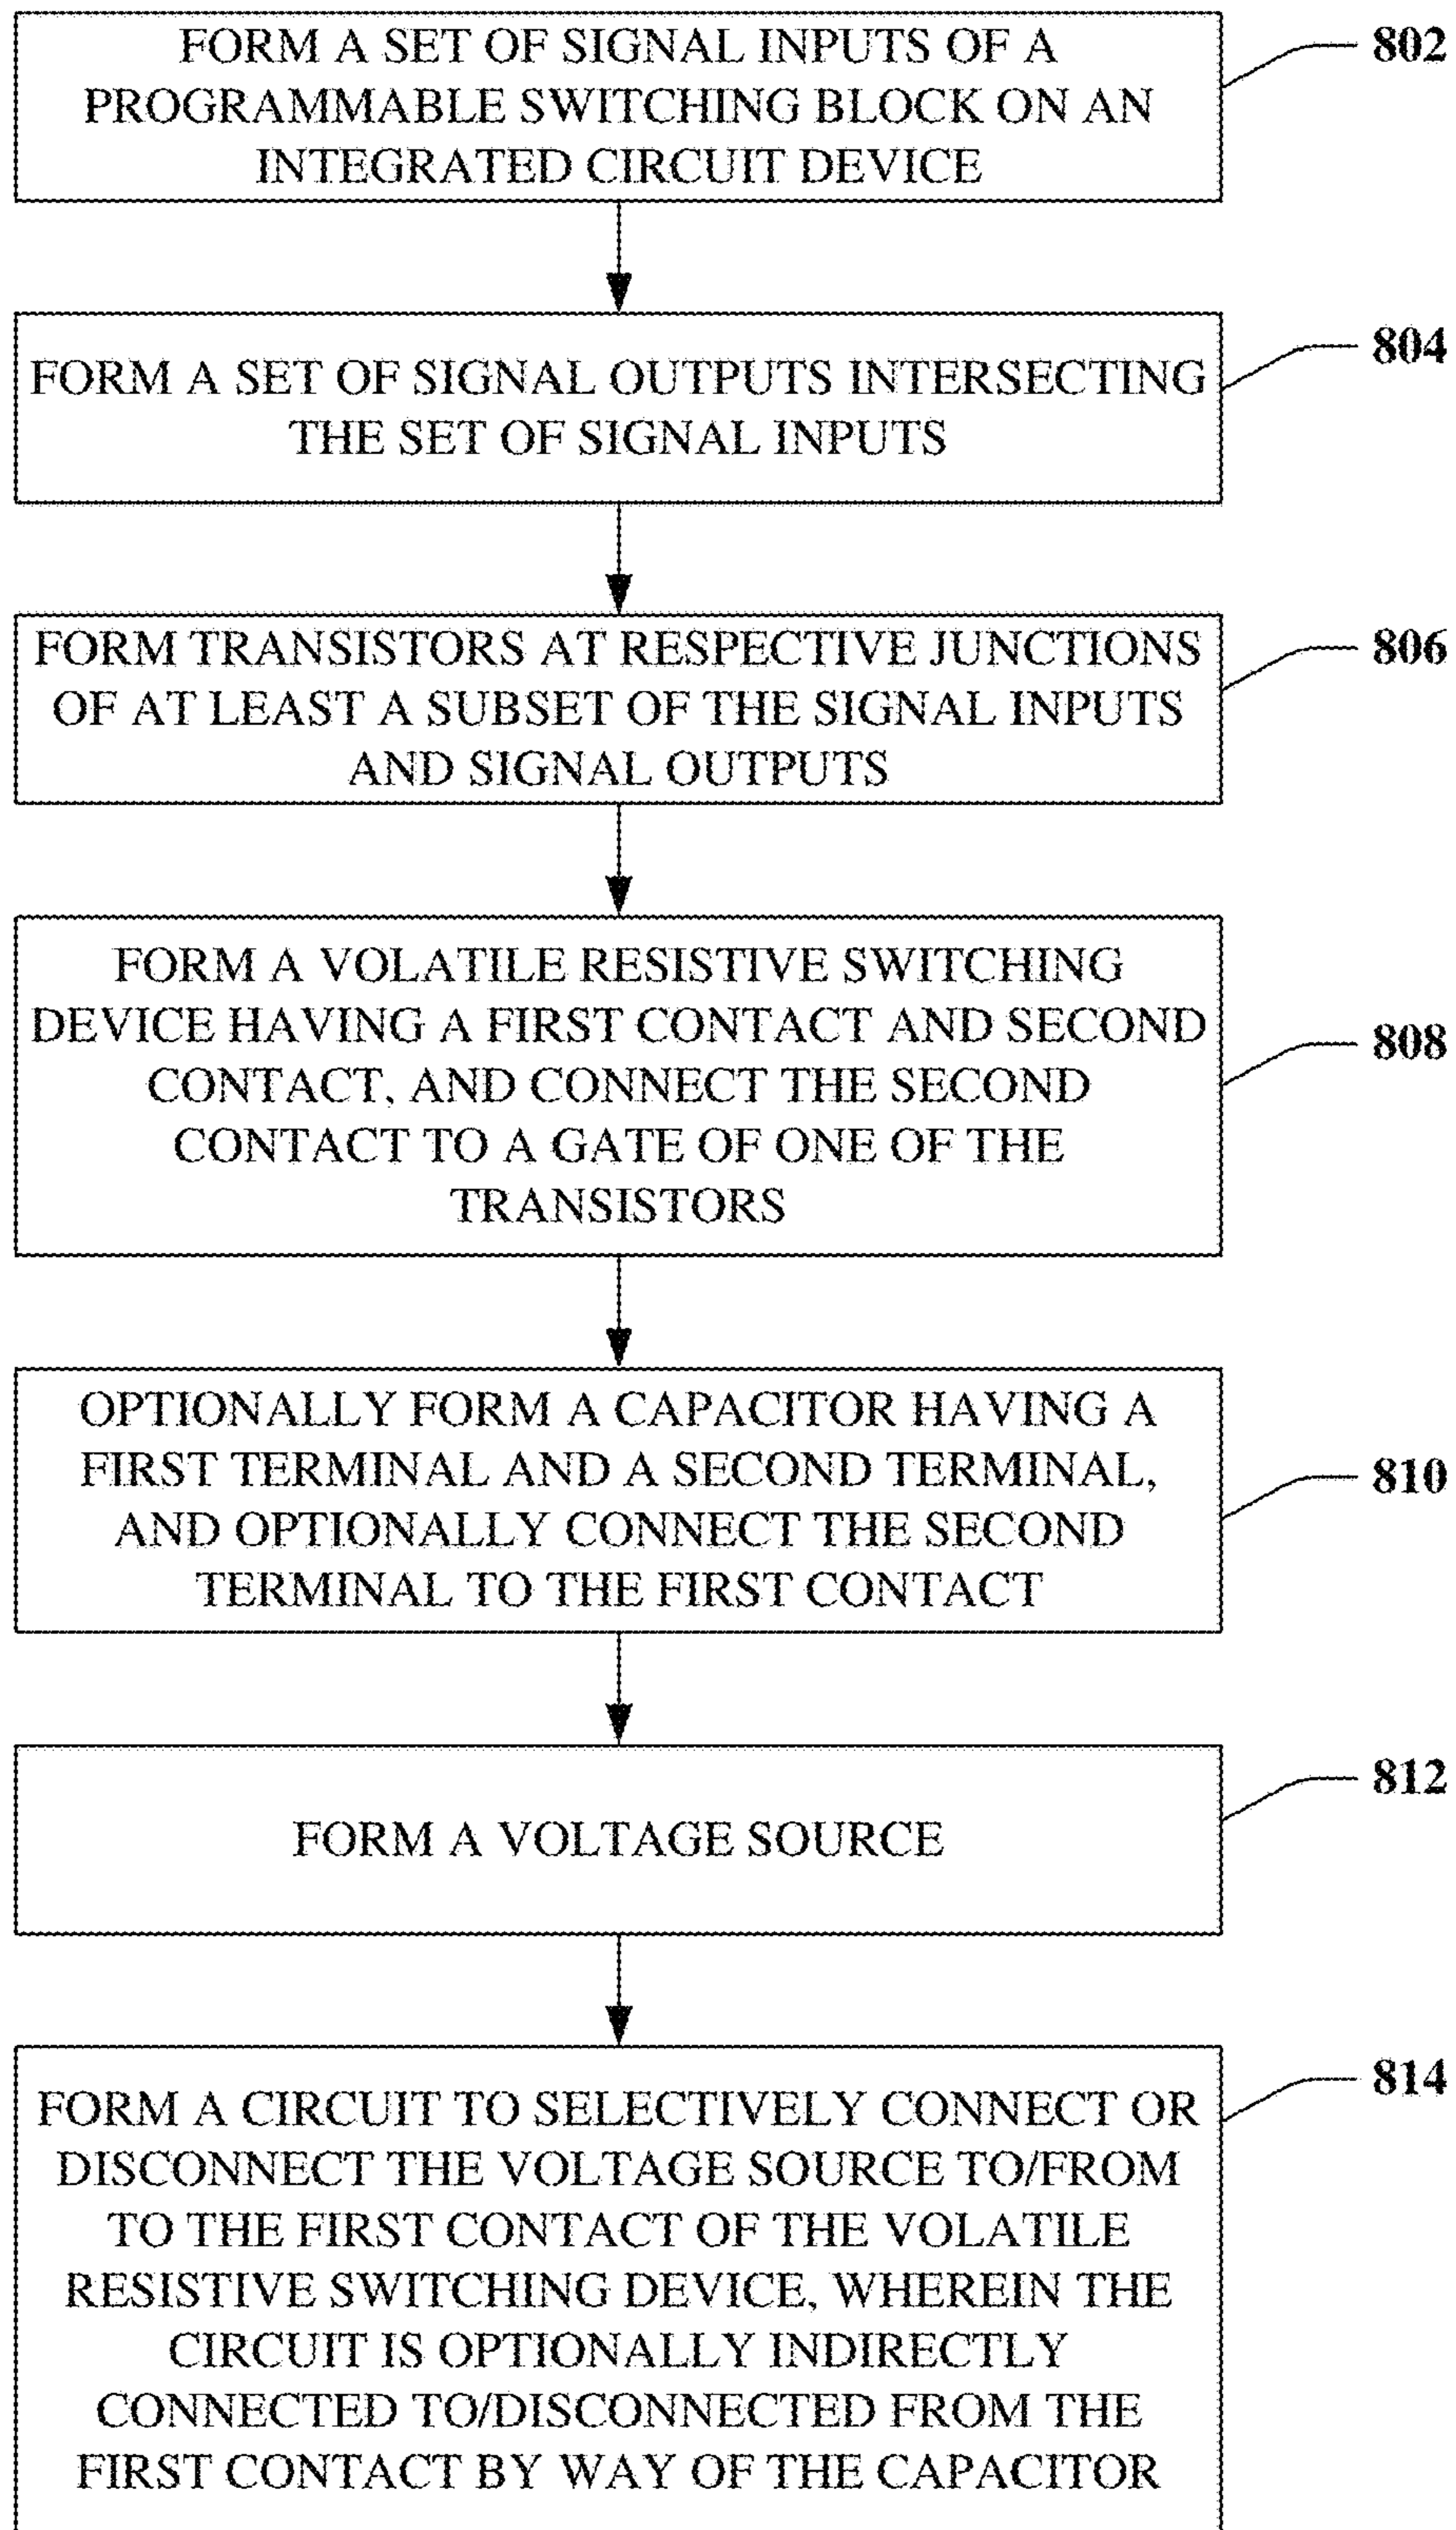 FORM A SET OF SIGNAL INPUTS OF A
PROGRAMMABLE SWITCHING BLOCK ON AN
INTEGRATED CIRCUIT DEVICE
802
FORM A SET OF SIGNAL OUTPUTS INTERSECTING
THE SET OF SIGNAL INPUTS
804
FORM TRANSISTORS AT RESPECTIVE JUNCTIONS
OF AT LEAST A SUBSET OF THE SIGNAL INPUTS
AND SIGNAL OUTPUTS
806
FORM A VOLATILE RESISTIVE SWITCHING
DEVICE HAVING A FIRST CONTACT AND SECOND
CONTACT, AND CONNECT THE SECOND
CONTACT TO A GATE OF ONE OF THE
TRANSISTORS
808
OPTIONALLY FORM A CAPACITOR HAVING A
FIRST TERMINAL AND A SECOND TERMINAL,
AND OPTIONALLY CONNECT THE SECOND
TERMINAL TO THE FIRST CONTACT
810
FORM A VOLTAGE SOURCE
812
FORM A CIRCUIT TO SELECTIVELY CONNECT OR
DISCONNECT THE VOLTAGE SOURCE TO/FROM
TO THE FIRST CONTACT OF THE VOLATILE
RESISTIVE SWITCHING DEVICE, WHEREIN THE
CIRCUIT IS OPTIONALLY INDIRECTLY
CONNECTED TO/DISCONNECTED FROM THE
FIRST CONTACT BY WAY OF THE CAPACITOR
814